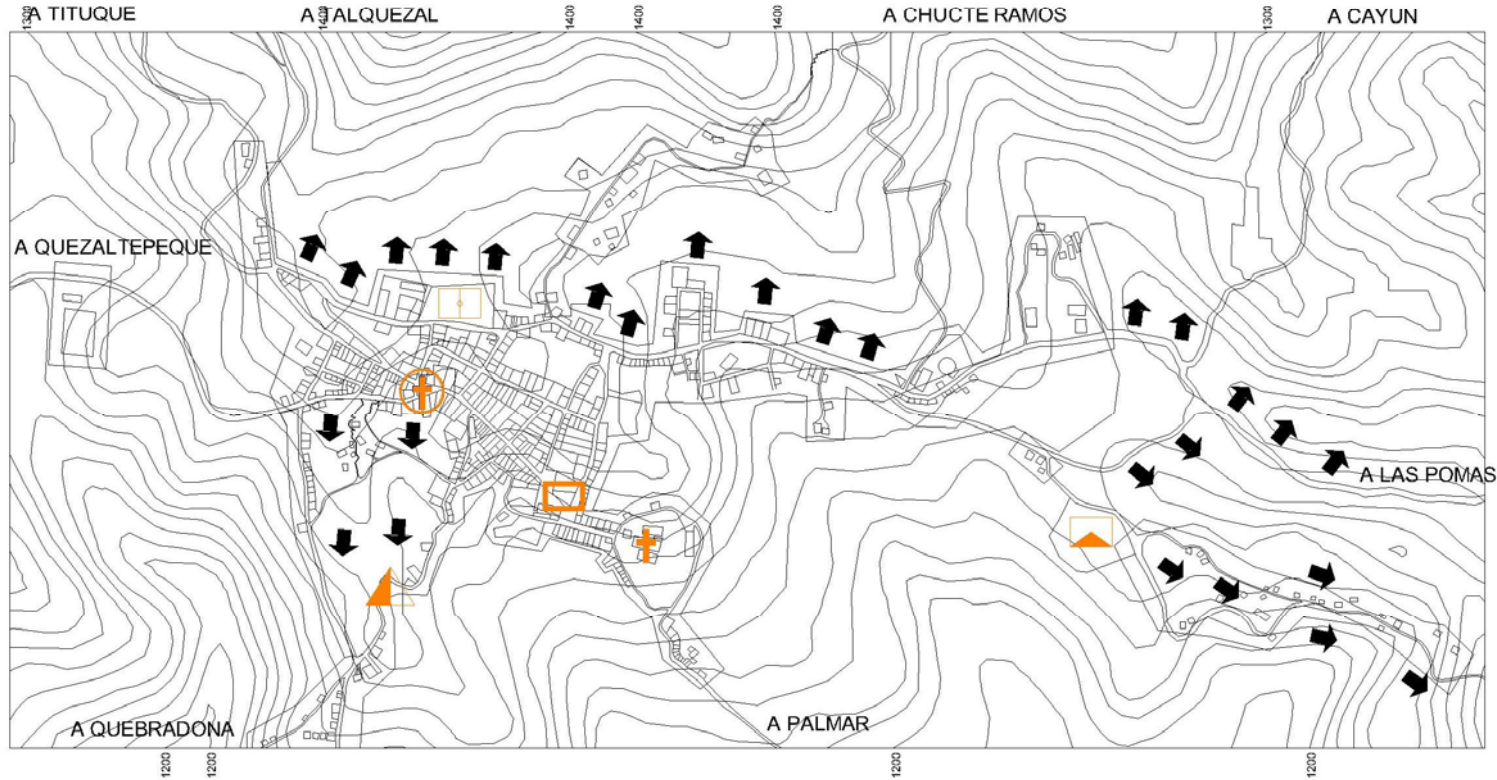 A TITUQUE
A TALQUEZAL
A CHUCTE RAMOS
A CAYUN
1300
1400
1400
1400
1400
1300
A QUEZALTEPEQUE
A LAS POMAS
A QUEBRADONA
A PALMAR
1200
1200
1200
1200